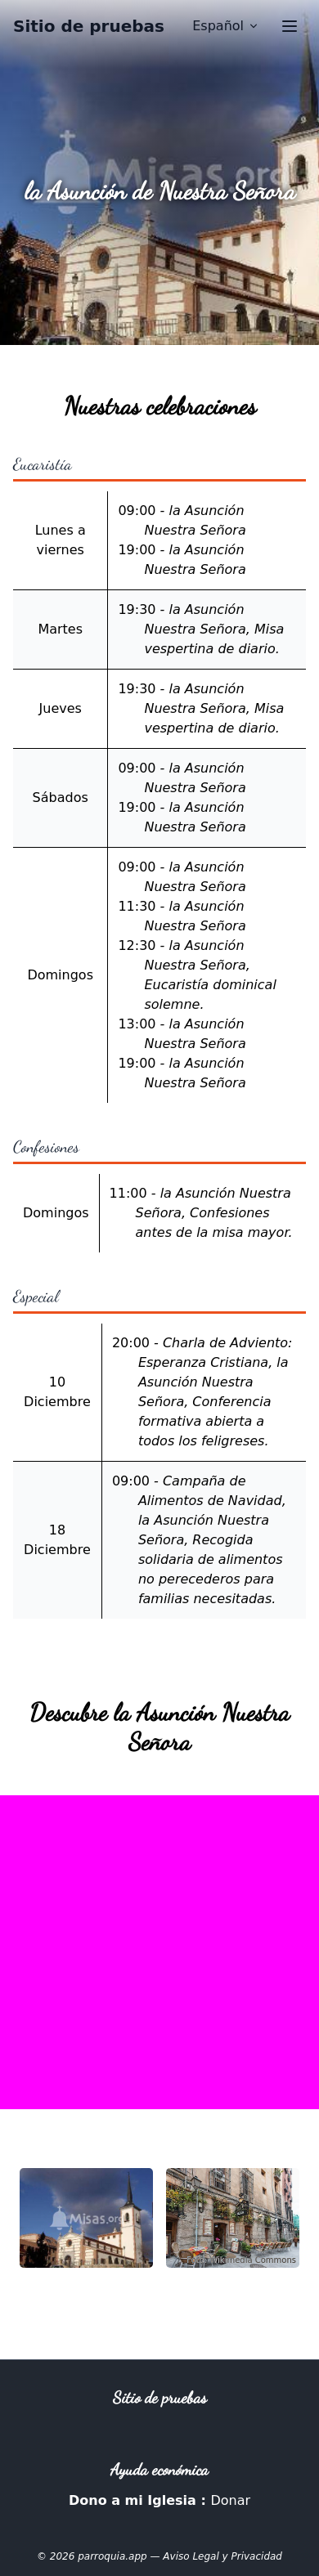 Sitio de pruebas Español
Misas.org
la Asunción de Nuestra Señora
Nuestras celebraciones
Eucaristía
Lunes a
viernes
09:00 - la Asunción
Nuestra Señora
19:00 - la Asunción
Nuestra Señora
Martes
19:30 - la Asunción
Nuestra Señora, Misa
vespertina de diario.
Jueves
19:30 - la Asunción
Nuestra Señora, Misa
vespertina de diario.
Sábados
09:00 - la Asunción
Nuestra Señora
19:00 - la Asunción
Nuestra Señora
Domingos
09:00 - la Asunción
Nuestra Señora
11:30 - la Asunción
Nuestra Señora
12:30 - la Asunción
Nuestra Señora,
Eucaristía dominical
solemne.
13:00 - la Asunción
Nuestra Señora
19:00 - la Asunción
Nuestra Señora
Confesiones
Domingos
11:00 - la Asunción Nuestra
Señora, Confesiones
antes de la misa mayor.
Especial
10
Diciembre
20:00 - Charla de Adviento:
Esperanza Cristiana, la
Asunción Nuestra
Señora, Conferencia
formativa abierta a
todos los feligreses.
18
Diciembre
09:00 - Campaña de
Alimentos de Navidad,
la Asunción Nuestra
Señora, Recogida
solidaria de alimentos
no perecederos para
familias necesitadas.
Descubre la Asunción Nuestra
Señora
Misas.org
Wikimedia Commons
Sitio de pruebas
Ayuda económica
Dono a mi Iglesia : Donar
© 2026 parroquia.app — Aviso Legal y Privacidad